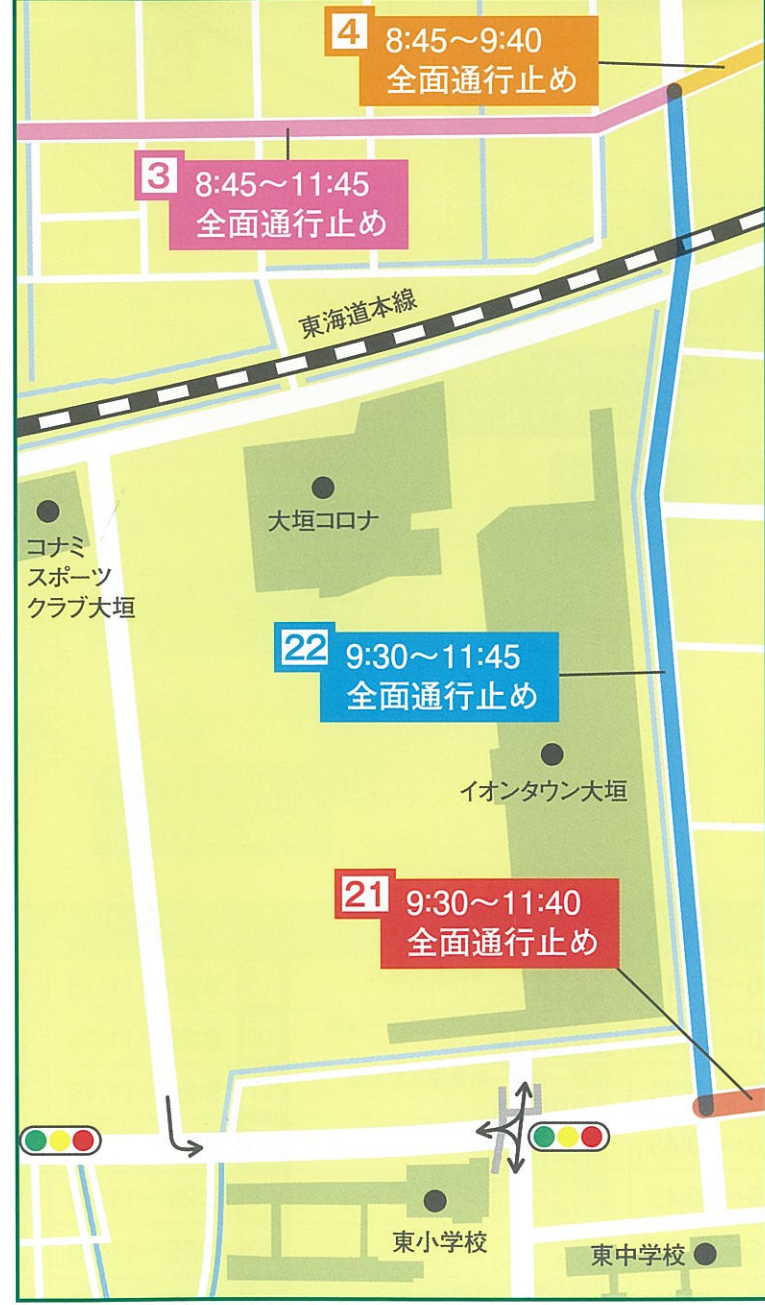 4 8:45〜9:40
全面通行止め
3 8:45〜11:45
全面通行止め
東海道本線
大垣コロナ
コナミ
スポーツ
クラブ大垣
22 9:30〜11:45
全面通行止め
イオンタウン大垣
21 9:30〜11:40
全面通行止め
東小学校
東中学校